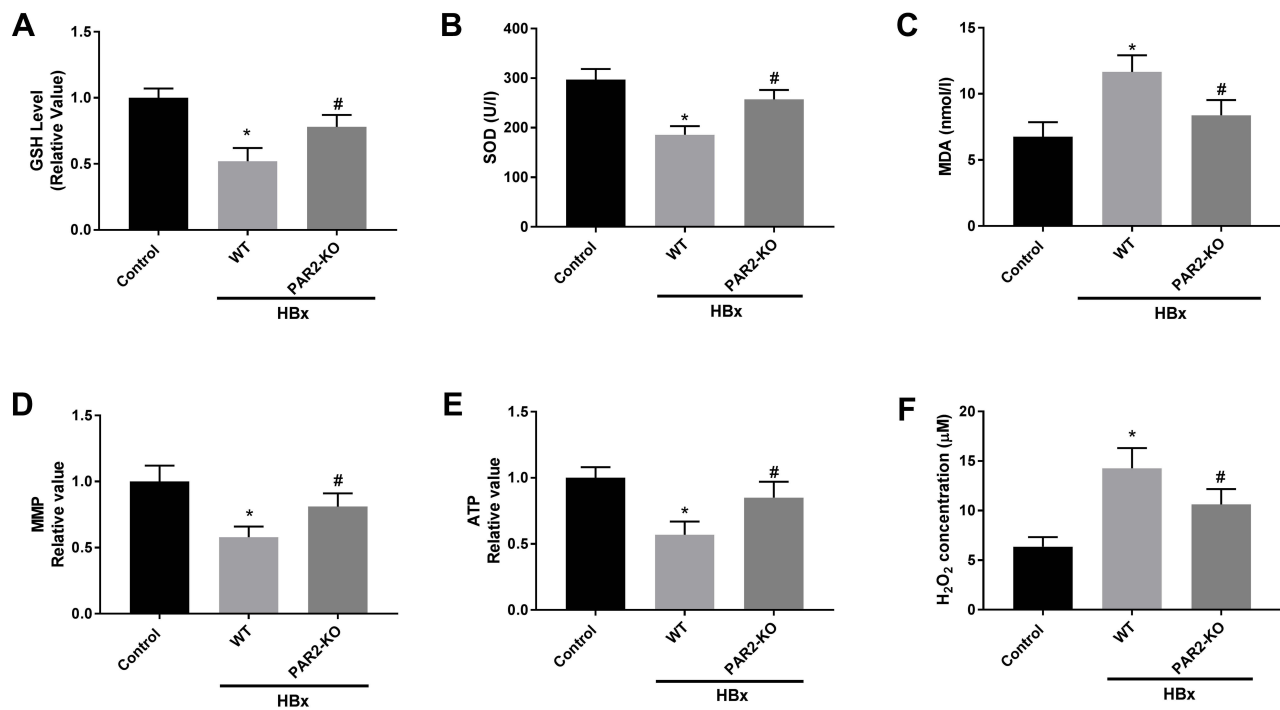 A
GSH Level
(Relative Value)
1.5
1.0
0.5
0.0
*
#
Control
WT
PAR2-KO
HBx
B
SOD (U/l)
400
300
200
100
0
*
#
Control
WT
PAR2-KO
HBx
C
MDA (nmol/l)
15
10
5
0
*
#
Control
WT
PAR2-KO
HBx
D
MMP
Relative value
1.5
1.0
0.5
0.0
*
#
Control
WT
PAR2-KO
HBx
E
ATP
Relative value
1.5
1.0
0.5
0.0
*
#
Control
WT
PAR2-KO
HBx
F
H₂O₂ concentration (μM)
20
15
10
5
0
*
#
Control
WT
PAR2-KO
HBx